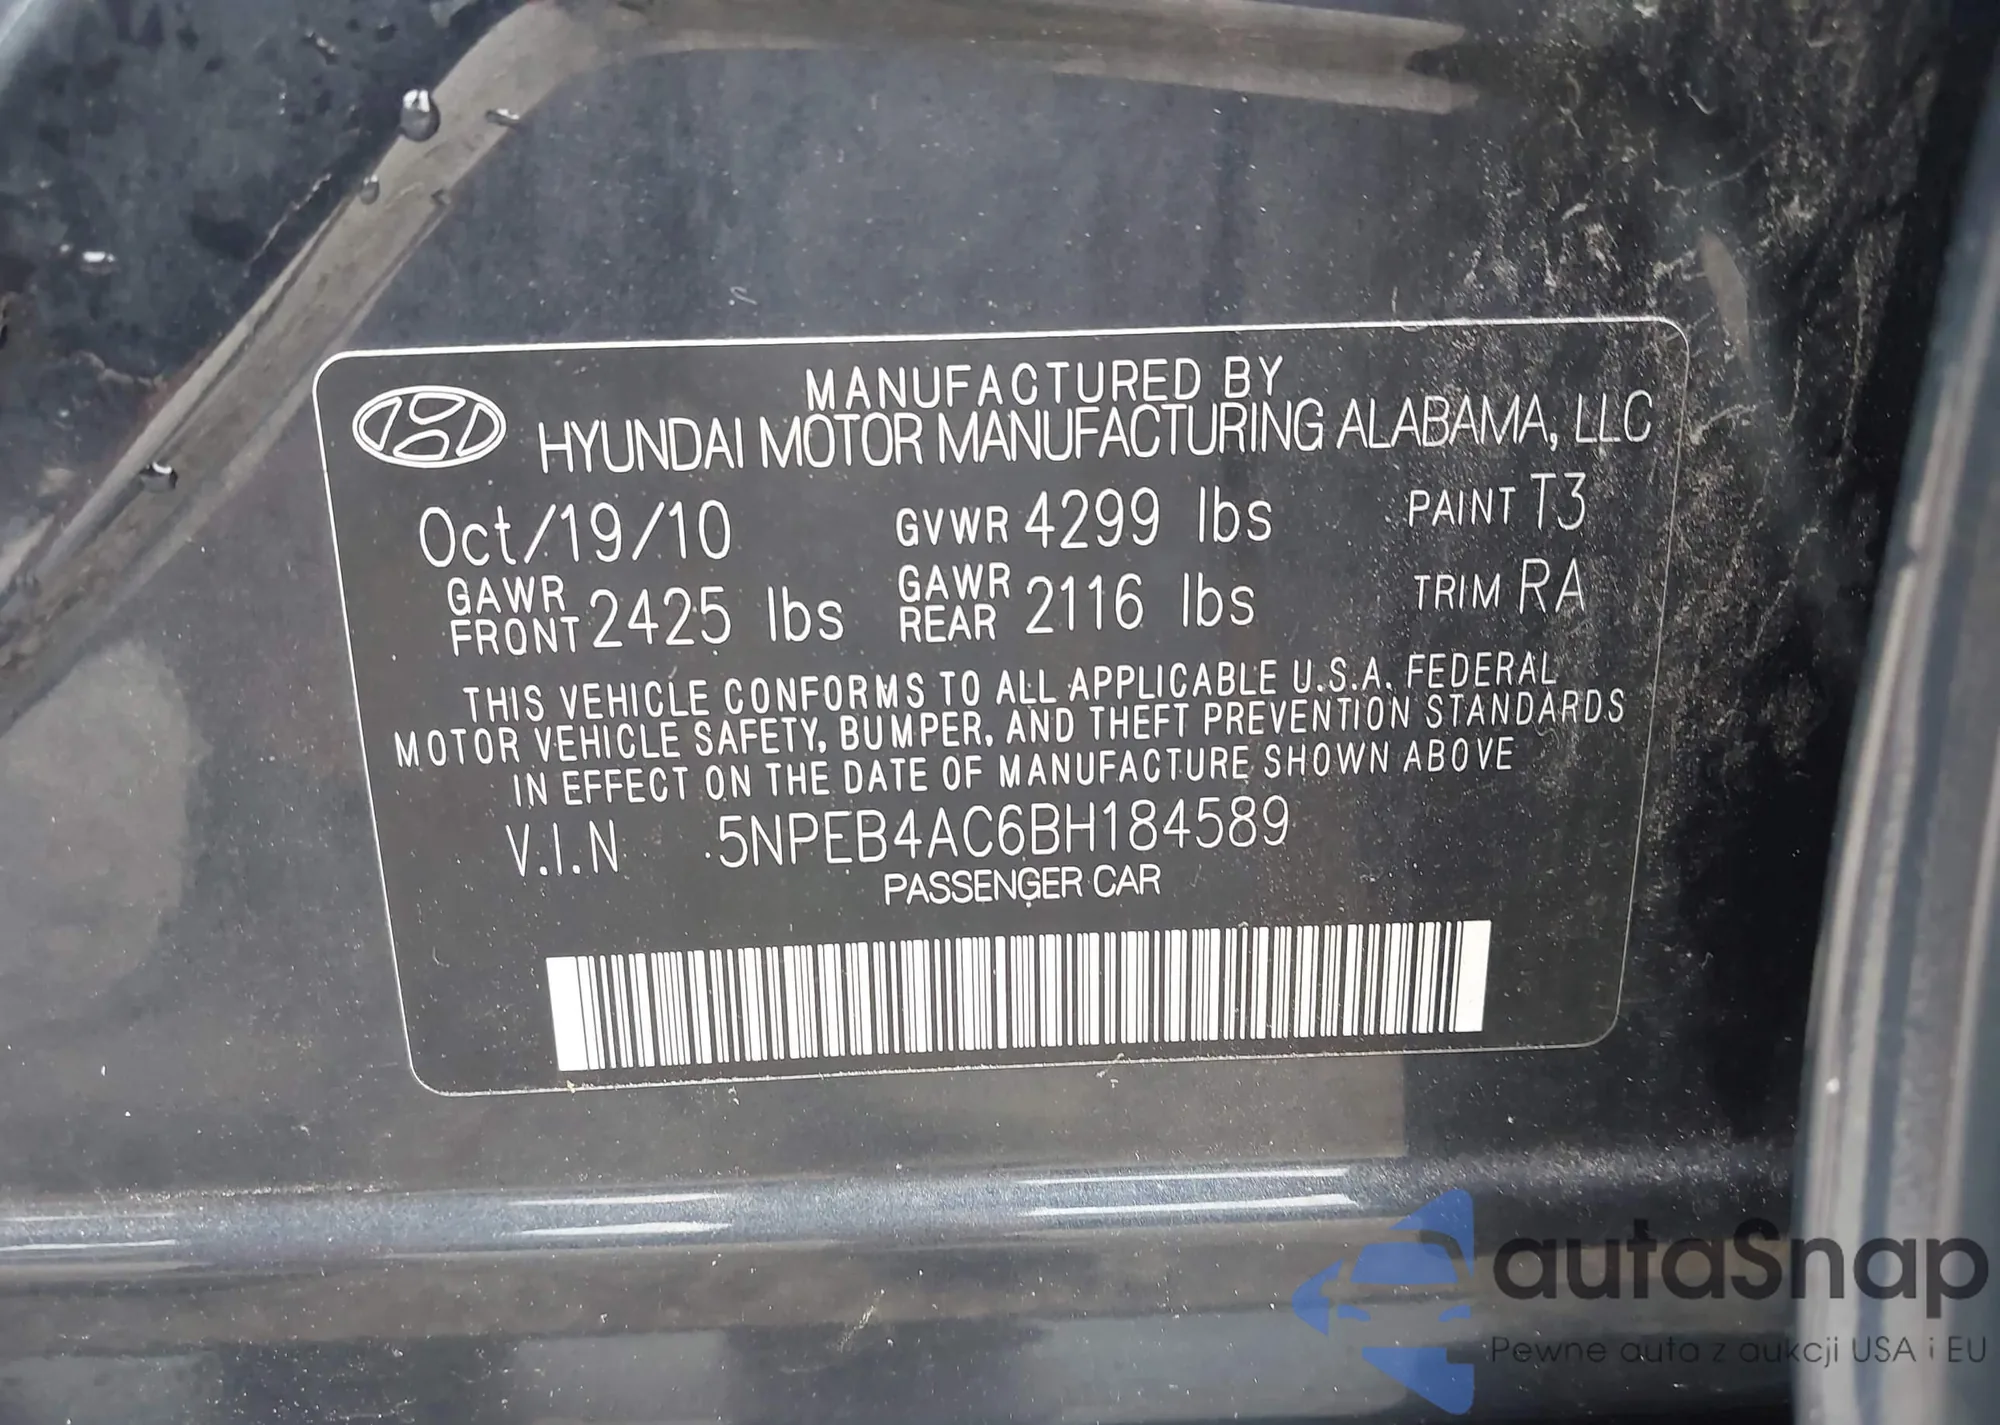 MANUFACTURED BY
HYUNDAI MOTOR MANUFACTURING ALABAMA, LLC
Oct/19/10 GVWR 4299 lbs PAINT T3
GAWR FRONT 2425 lbs GAWR REAR 2116 lbs TRIM RA
THIS VEHICLE CONFORMS TO ALL APPLICABLE U.S.A. FEDERAL
MOTOR VEHICLE SAFETY, BUMPER, AND THEFT PREVENTION STANDARDS
IN EFFECT ON THE DATE OF MANUFACTURE SHOWN ABOVE
V.I.N 5NPEB4AC6BH184589
PASSENGER CAR
autaSnap
Pewne auta z aukcji USA i EU